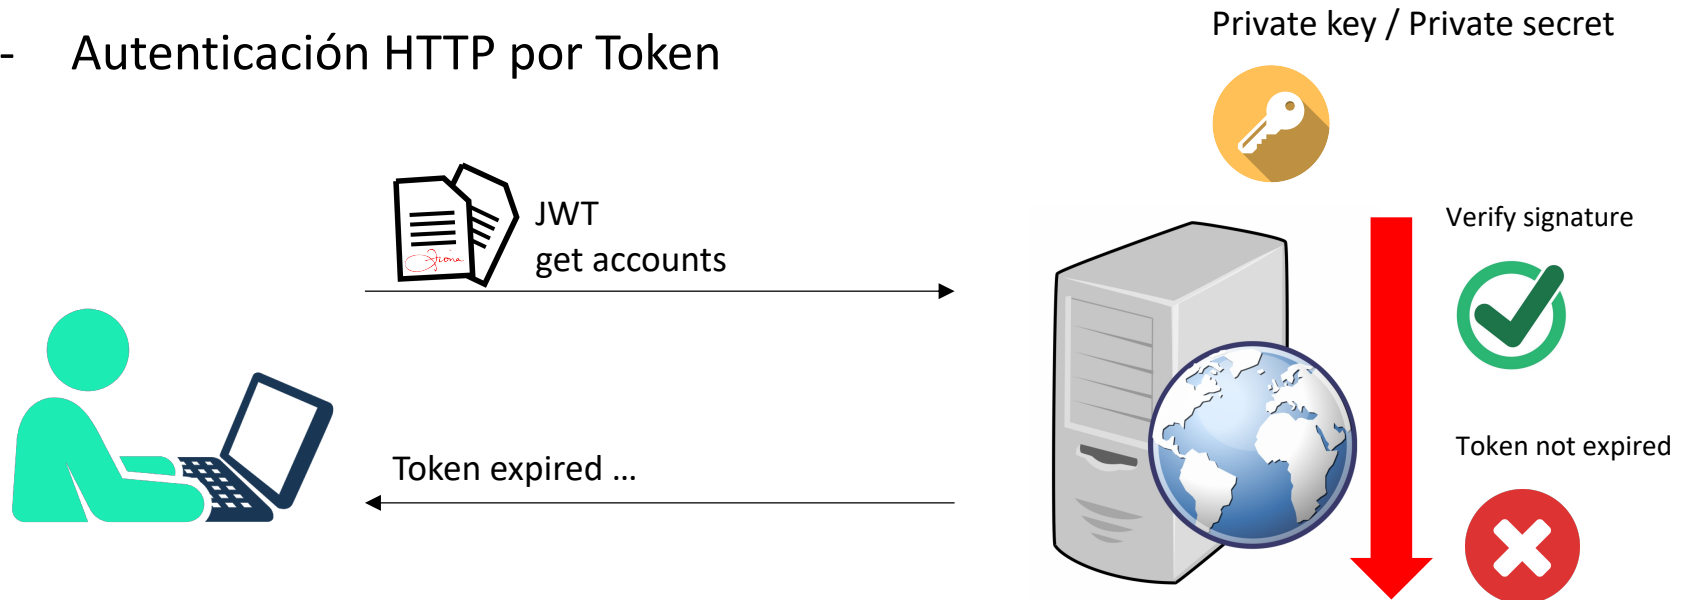 - Autenticación HTTP por Token
Private key / Private secret
JWT
get accounts
Verify signature
Token expired ...
Token not expired